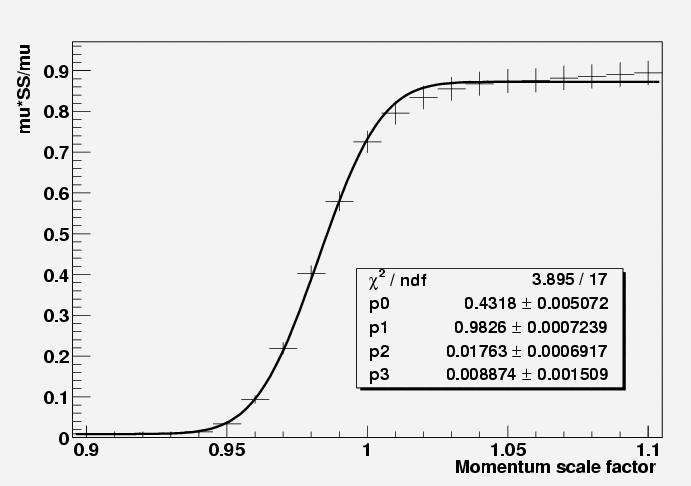 mu*SS/mu
0.9
0.8
0.7
0.6
0.5
0.4
0.3
0.2
0.1
0
χ² / ndf 3.895 / 17
p0 0.4318 ± 0.005072
p1 0.9826 ± 0.0007239
p2 0.01763 ± 0.0006917
p3 0.008874 ± 0.001509
0.9 0.95 1 1.05 1.1
Momentum scale factor